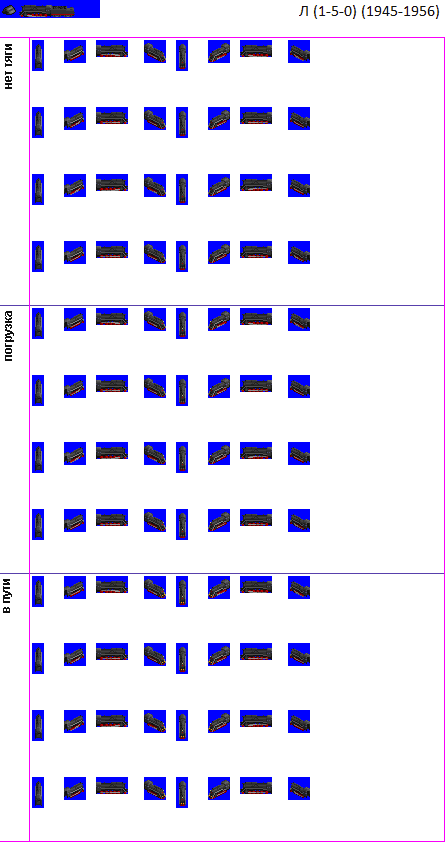 Л (1-5-0) (1945-1956)
нет тяги
погрузка
в пути